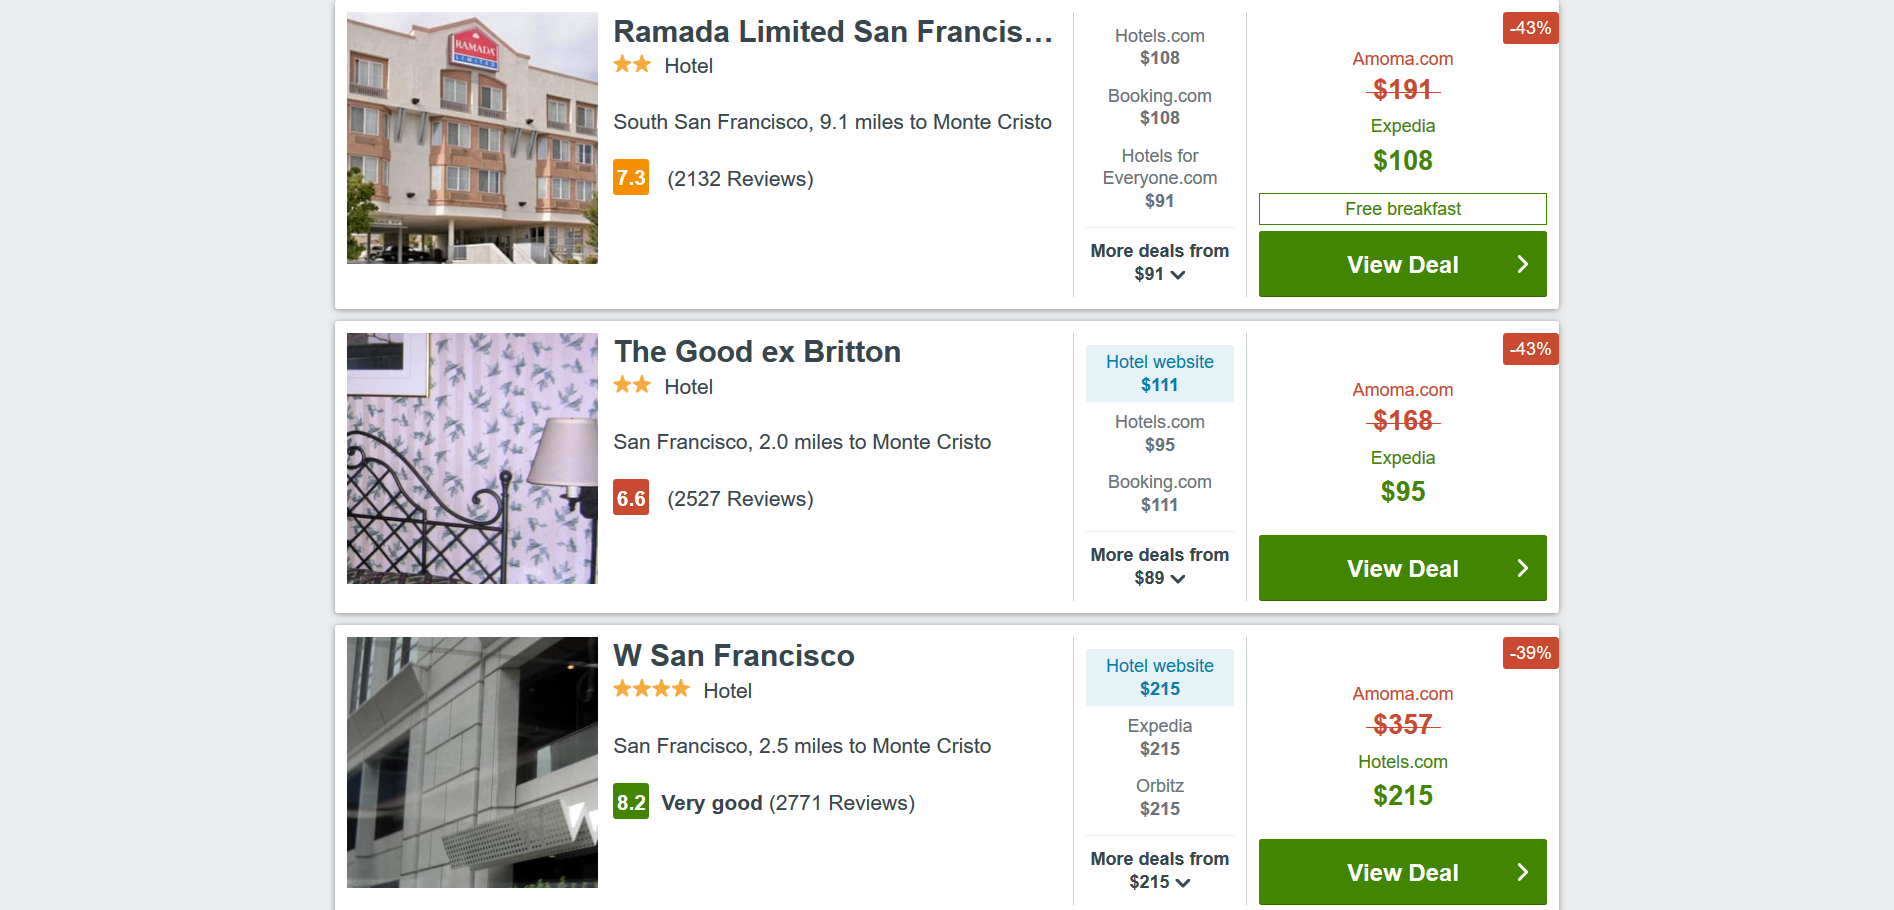 RAMADA
LIMITED
Ramada Limited San Francis...
Hotel
South San Francisco, 9.1 miles to Monte Cristo
7.3 (2132 Reviews)
Hotels.com
$108
Booking.com
$108
Hotels for
Everyone.com
$91
More deals from
$91
-43%
Amoma.com
$191
Expedia
$108
Free breakfast
View Deal
The Good ex Britton
Hotel
San Francisco, 2.0 miles to Monte Cristo
6.6 (2527 Reviews)
Hotel website
$111
Hotels.com
$95
Booking.com
$111
More deals from
$89
-43%
Amoma.com
$168
Expedia
$95
View Deal
W San Francisco
Hotel
San Francisco, 2.5 miles to Monte Cristo
8.2 Very good (2771 Reviews)
W
Hotel website
$215
Expedia
$215
Orbitz
$215
More deals from
$215
-39%
Amoma.com
$357
Hotels.com
$215
View Deal